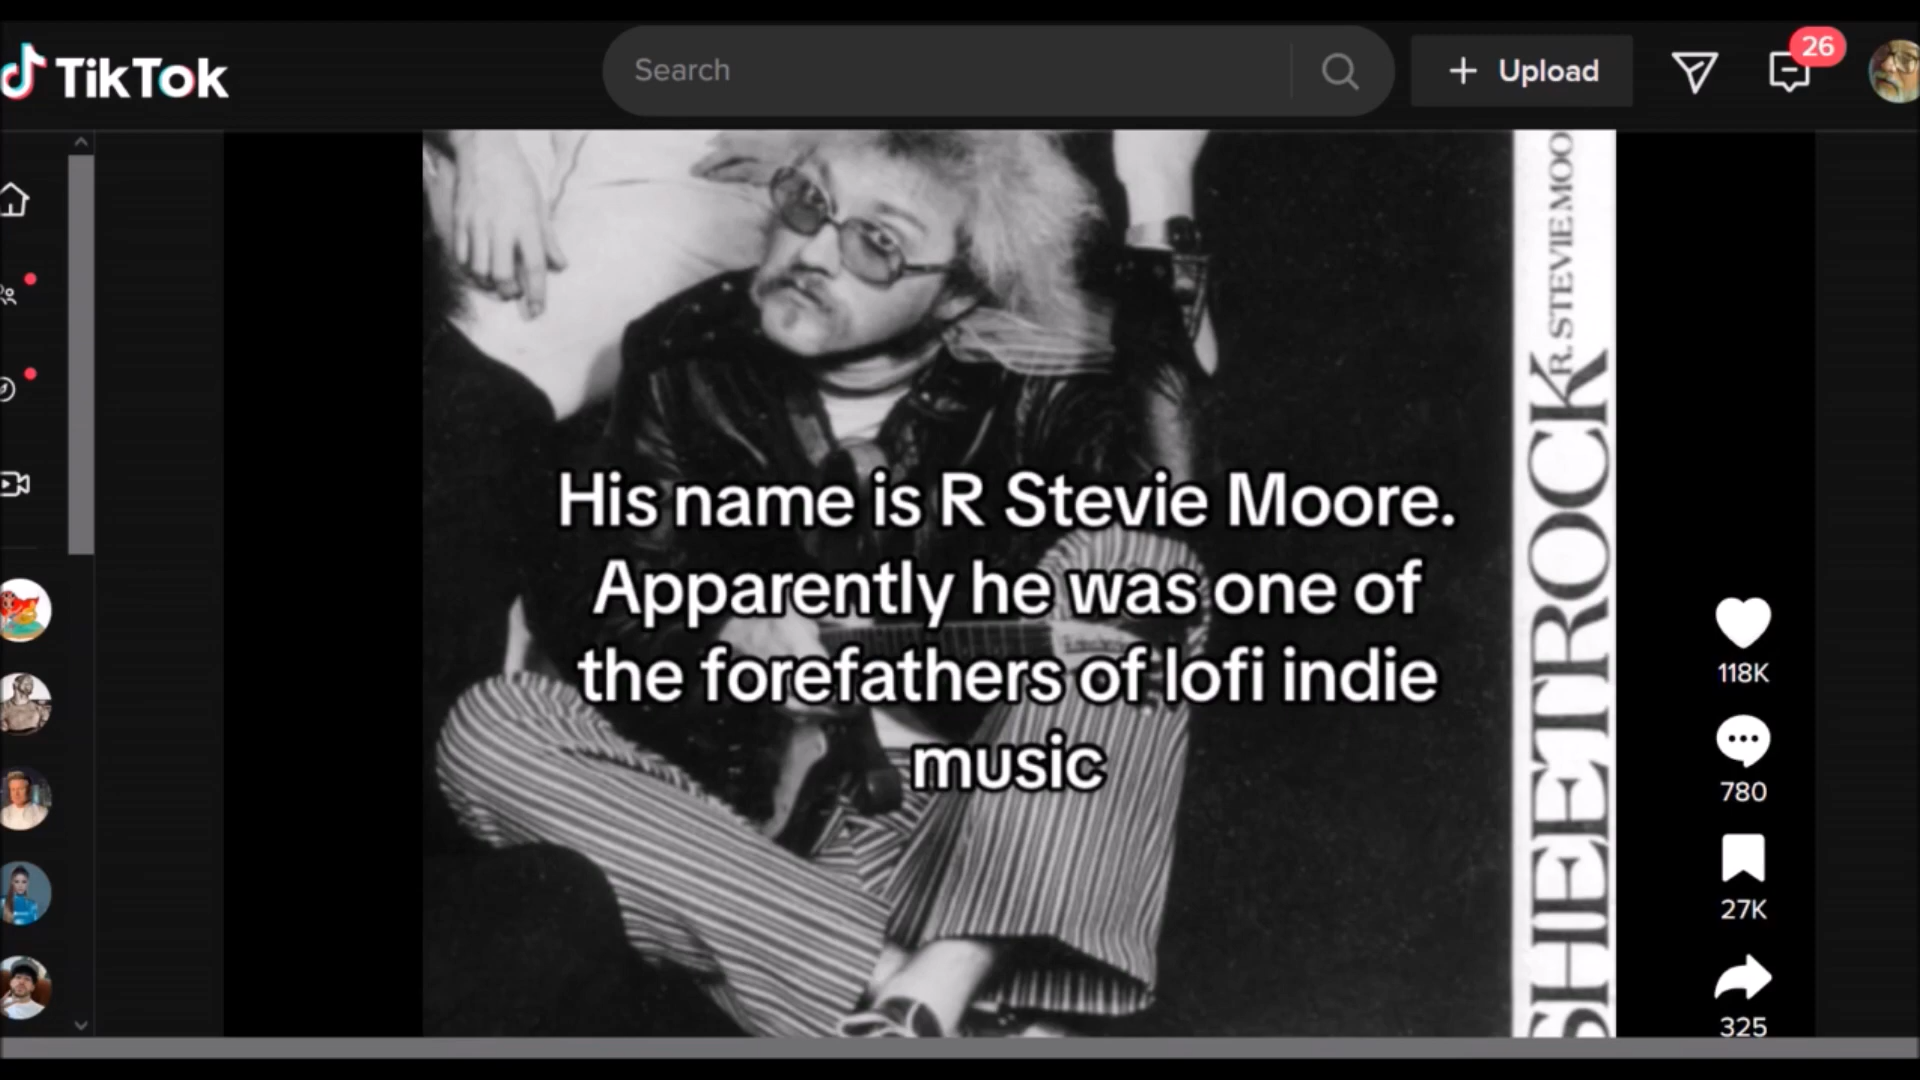 TikTok
Search
+ Upload
26
His name is R Stevie Moore.
Apparently he was one of
the forefathers of lofi indie
music
R. STEVIE MOO
SHEETROCK
118K
780
27K
325